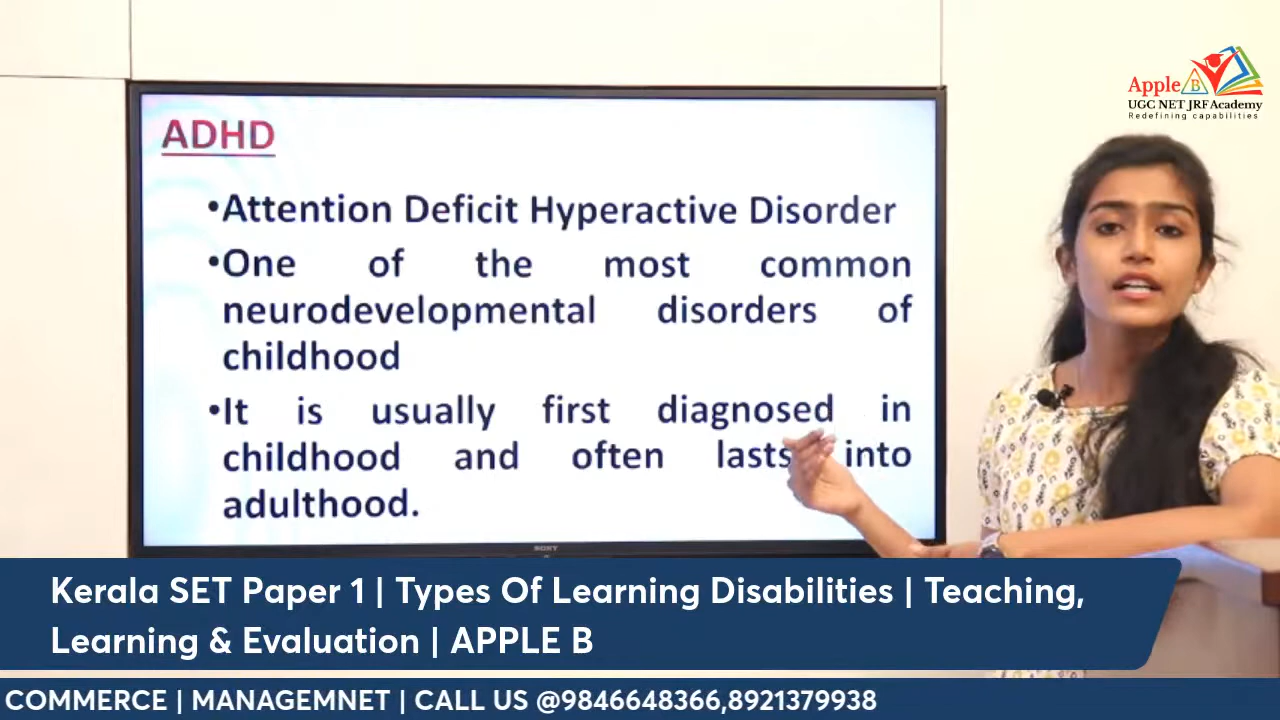 Apple B
UGC NET JRF Academy
Redefining capabilities
ADHD
•Attention Deficit Hyperactive Disorder
•One of the most common
neurodevelopmental disorders of
childhood
•It is usually first diagnosed in
childhood and often lasts into
adulthood.
SONY
Kerala SET Paper 1 | Types Of Learning Disabilities | Teaching,
Learning & Evaluation | APPLE B
COMMERCE | MANAGEMNET | CALL US @9846648366,8921379938